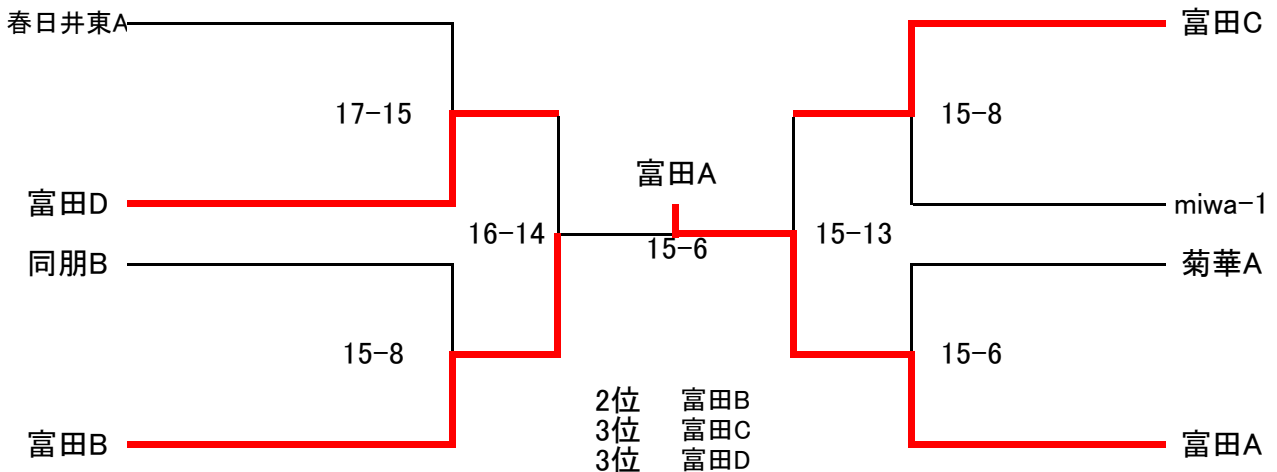 春日井東A
富田C
17-15
15-8
富田A
富田D
miwa-1
16-14
15-6
15-13
同朋B
菊華A
15-8
15-6
2位 富田B
3位 富田C
3位 富田D
富田B
富田A